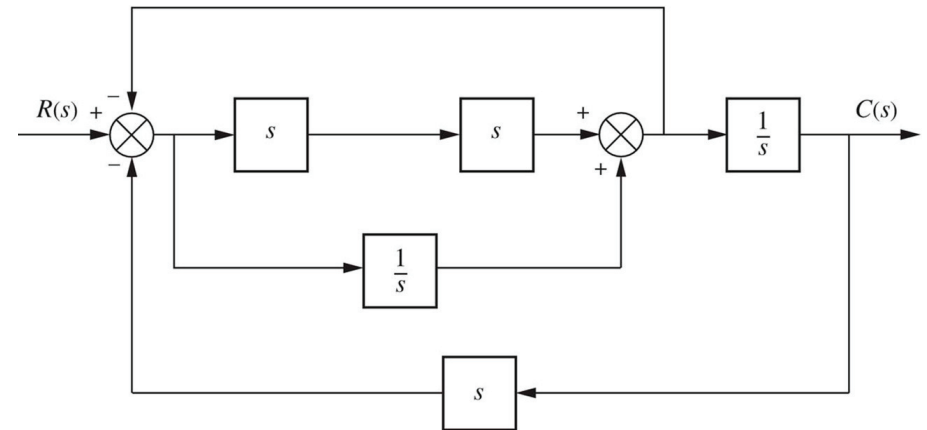 −
R(s) + s s + 1/s C(s)
−
+
1/s
s